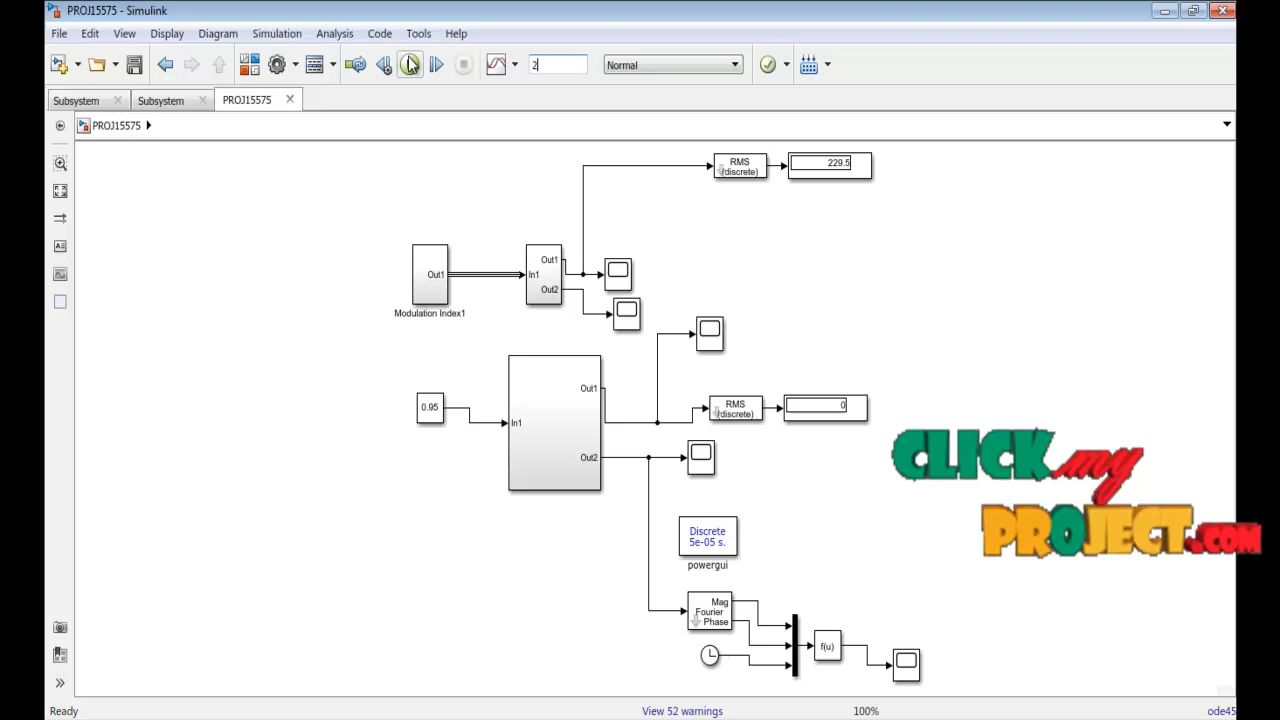 PROJ15575 - Simulink
File Edit View Display Diagram Simulation Analysis Code Tools Help
2 Normal
Subsystem Subsystem PROJ15575
PROJ15575
RMS
(discrete)
229.5
Out1
In1
Out1
Out2
Modulation Index1
0.95
In1
Out1
Out2
RMS
(discrete)
0
Discrete
5e-05 s.
powergui
Mag
Fourier
Phase
f(u)
CLICK my
PROJECT.COM
Ready View 52 warnings 100% ode45